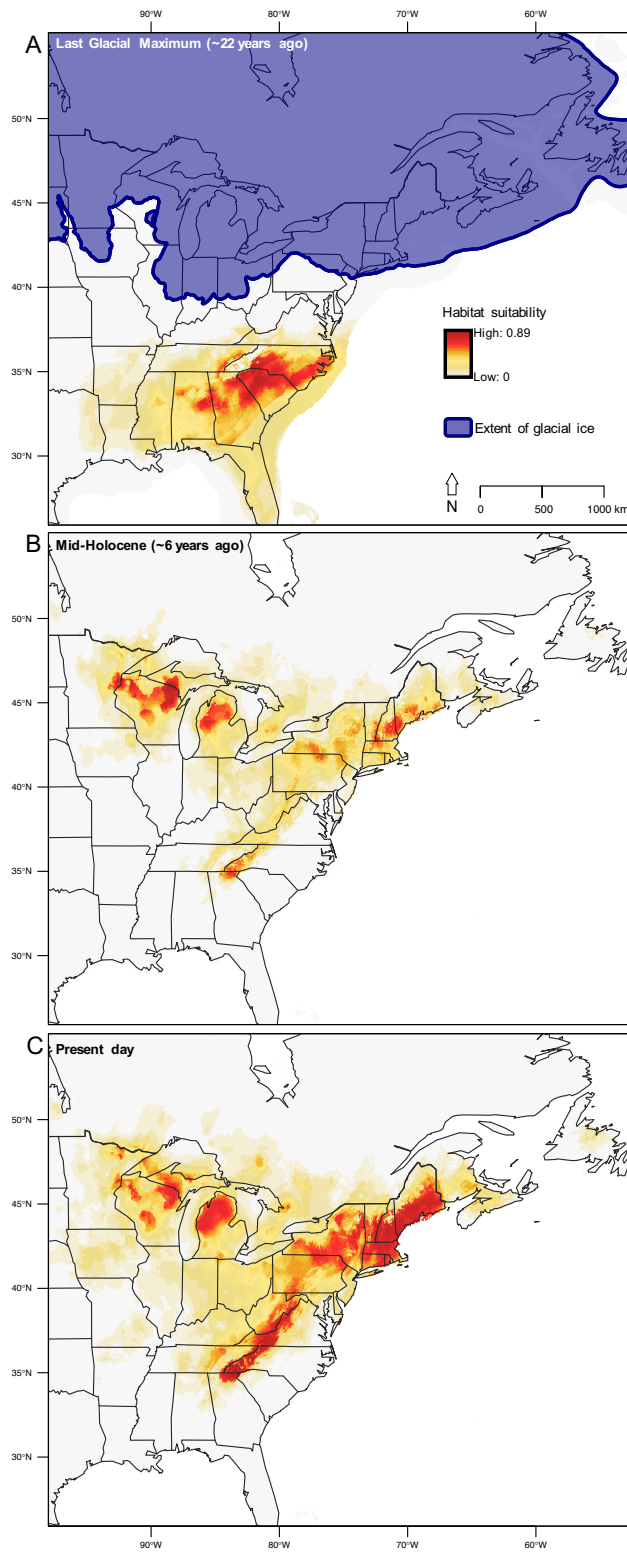 90°W 80°W 70°W 60°W
A
Last Glacial Maximum (~22 years ago)
50°N
45°N
40°N
35°N
30°N
Habitat suitability
High: 0.89
Low: 0
Extent of glacial ice
N
0 500 1000 km
B
Mid-Holocene (~6 years ago)
50°N
45°N
40°N
35°N
30°N
C
Present day
50°N
45°N
40°N
35°N
30°N
90°W 80°W 70°W 60°W